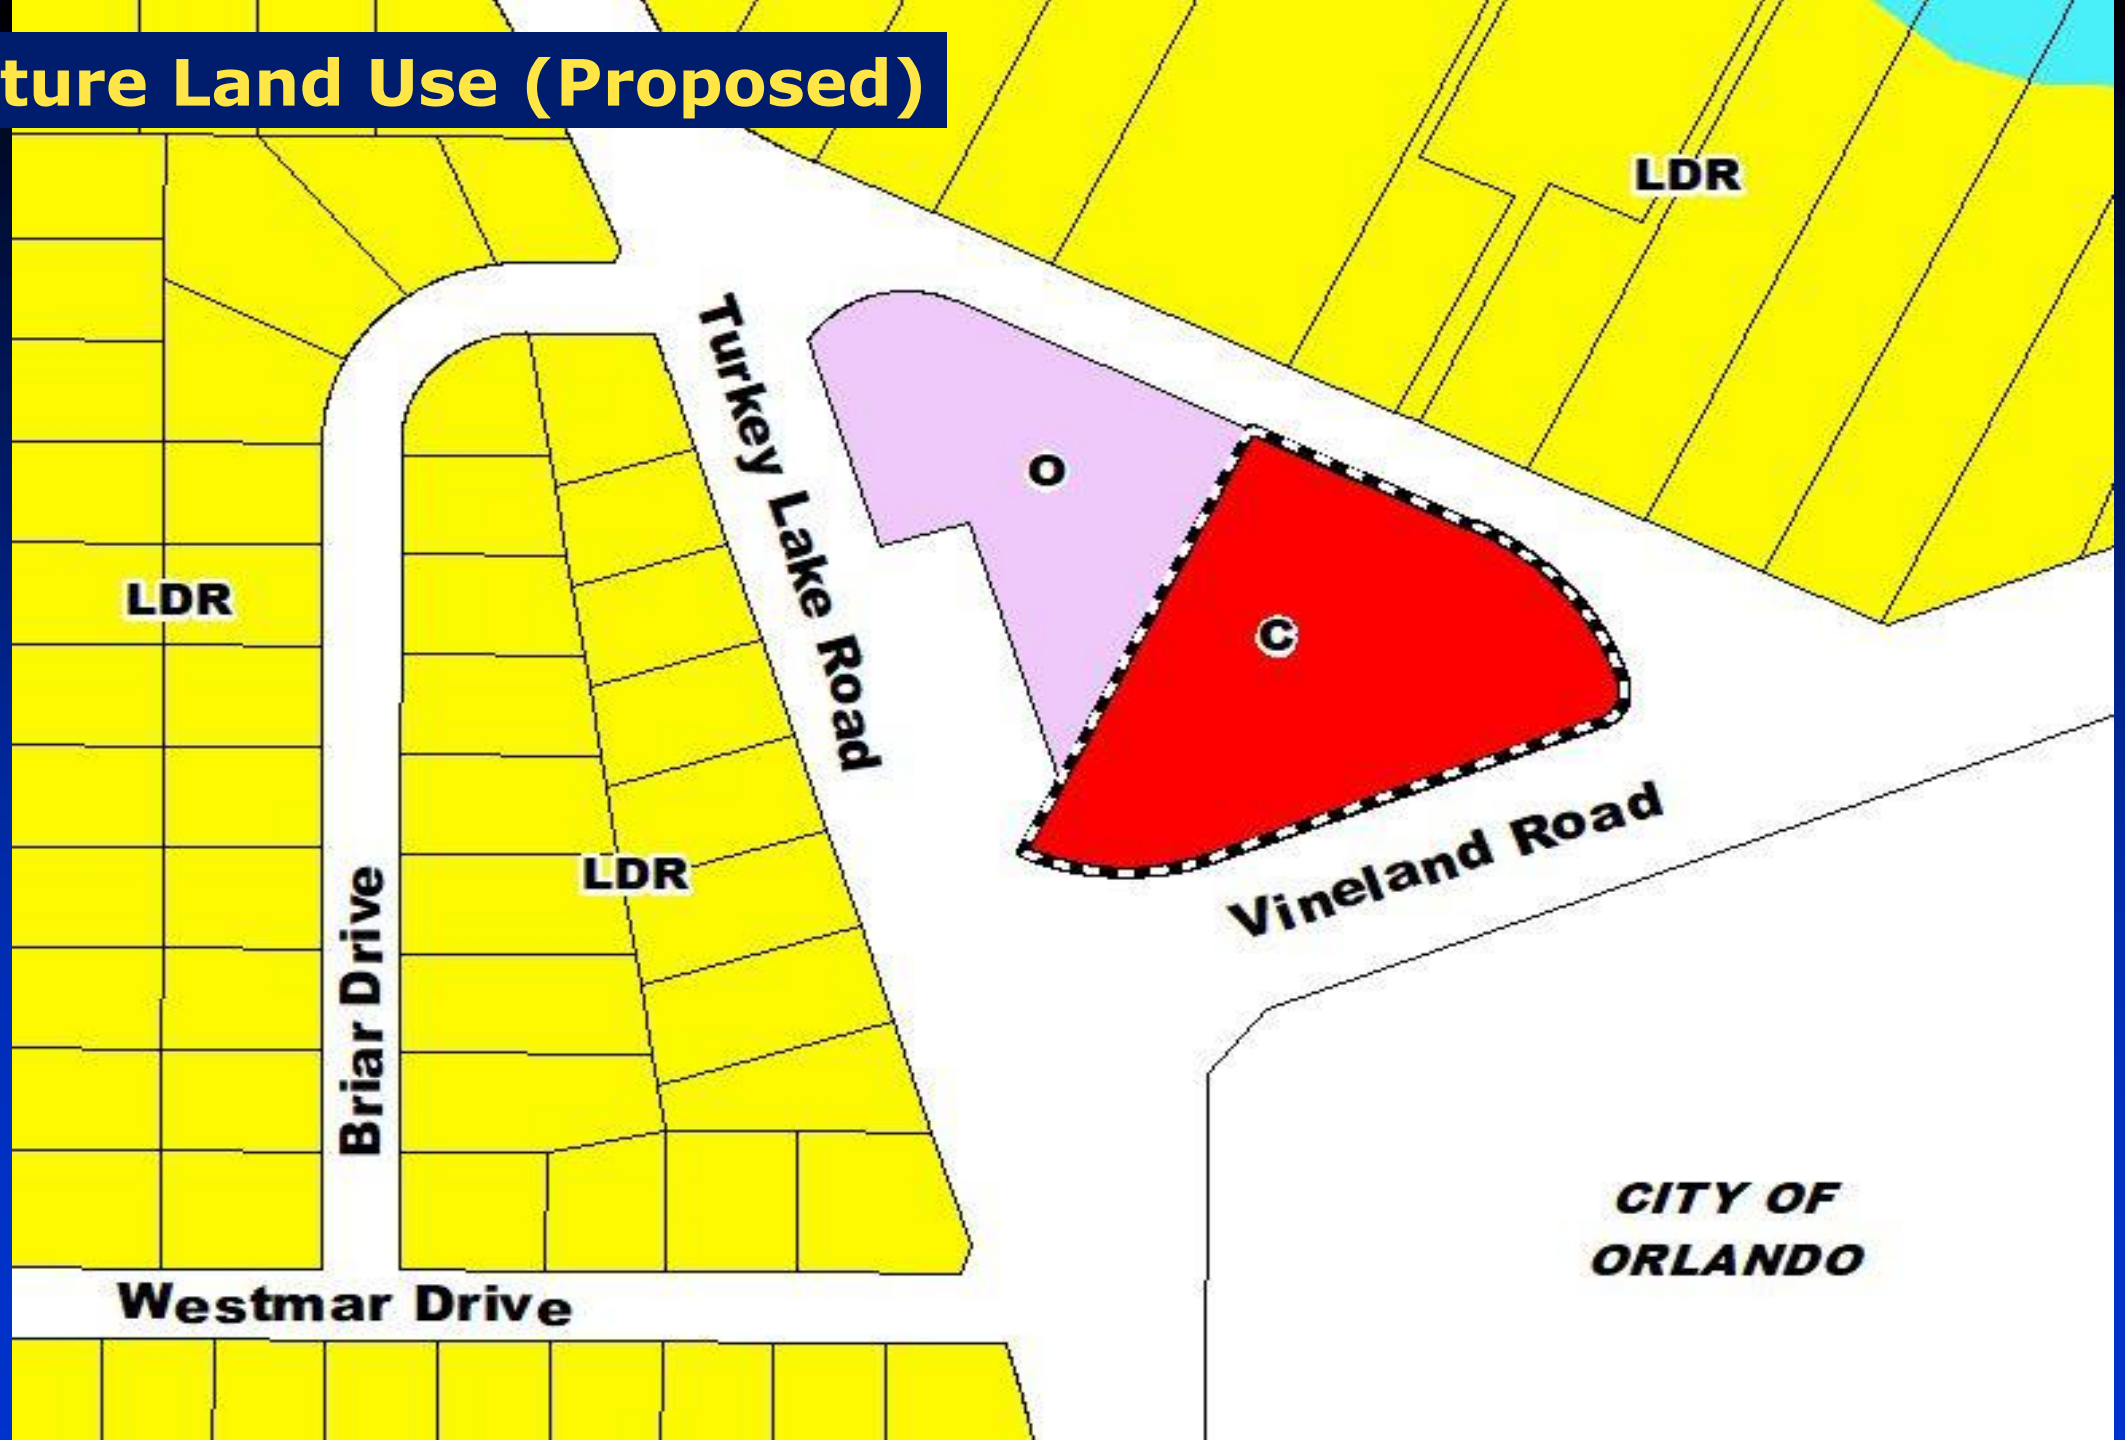 ture Land Use (Proposed)
LDR
Turkey Lake Road
O
C
LDR
LDR
Vineland Road
Briar Drive
CITY OF
ORLANDO
Westmar Drive